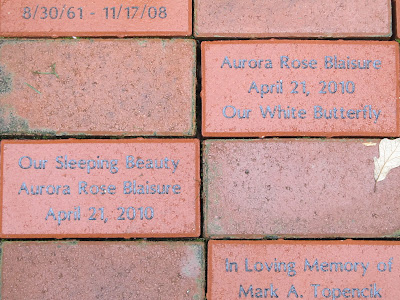 8/30/61 - 11/17/08
Aurora Rose Blaisure
April 21, 2010
Our White Butterfly
Our Sleeping Beauty
Aurora Rose Blaisure
April 21, 2010
In Loving Memory of
Mark A. Topencik